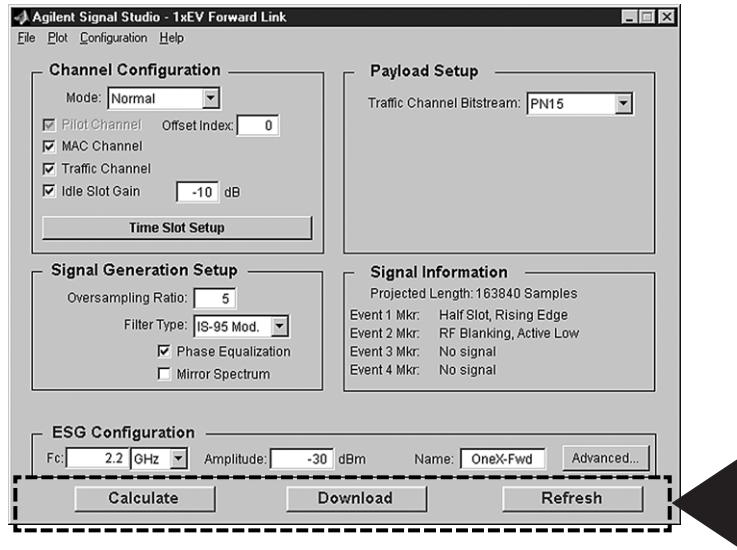 Agilent Signal Studio - 1xEV Forward Link
File Plot Configuration Help
Channel Configuration
Mode: Normal
Pilot Channel Offset Index: 0
MAC Channel
Traffic Channel
Idle Slot Gain -10 dB
Time Slot Setup
Payload Setup
Traffic Channel Bitstream: PN15
Signal Generation Setup
Oversampling Ratio: 5
Filter Type: IS-95 Mod.
Phase Equalization
Mirror Spectrum
Signal Information
Projected Length: 163840 Samples
Event 1 Mkr: Half Slot, Rising Edge
Event 2 Mkr: RF Blanking, Active Low
Event 3 Mkr: No signal
Event 4 Mkr: No signal
ESG Configuration
Fc: 2.2 GHz Amplitude: -30 dBm Name: OneX-Fwd Advanced...
Calculate Download Refresh